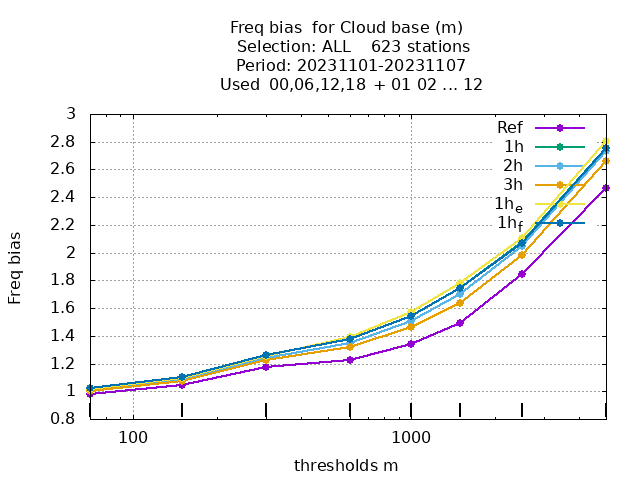 Freq bias  for Cloud base (m)
Selection: ALL    623 stations
Period: 20231101-20231107
Used  00,06,12,18  + 01 02 ... 12
Freq bias
3
2.8
2.6
2.4
2.2
2
1.8
1.6
1.4
1.2
1
0.8
Ref
1h
2h
3h
1h_e
1h_f
100
1000
thresholds m